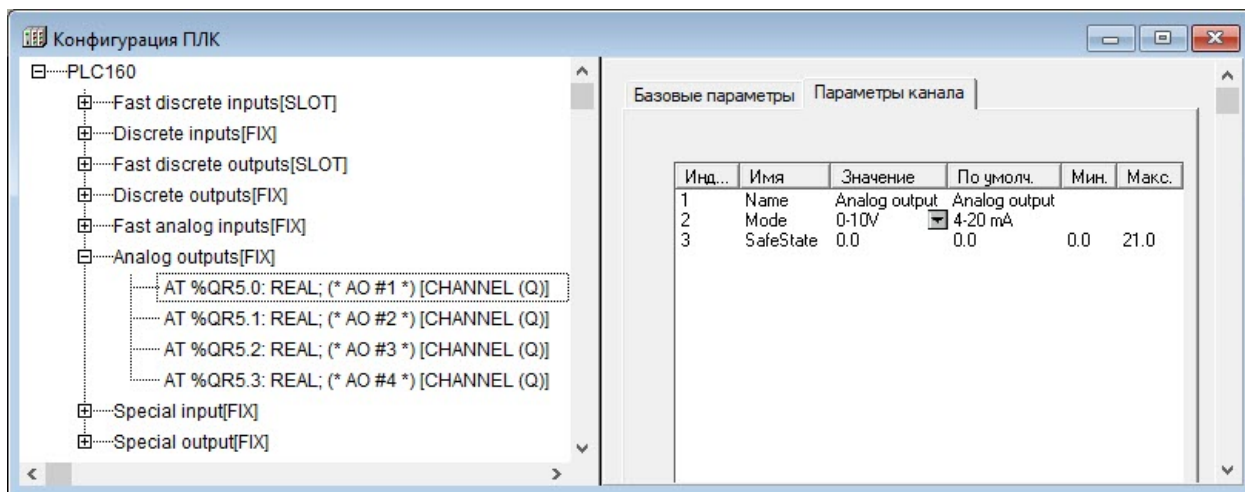 Конфигурация ПЛК
PLC160
Fast discrete inputs[SLOT]
Discrete inputs[FIX]
Fast discrete outputs[SLOT]
Discrete outputs[FIX]
Fast analog inputs[FIX]
Analog outputs[FIX]
AT %QR5.0: REAL; (* AO #1 *) [CHANNEL (Q)]
AT %QR5.1: REAL; (* AO #2 *) [CHANNEL (Q)]
AT %QR5.2: REAL; (* AO #3 *) [CHANNEL (Q)]
AT %QR5.3: REAL; (* AO #4 *) [CHANNEL (Q)]
Special input[FIX]
Special output[FIX]
Базовые параметры Параметры канала
Инд... Имя Значение По умолч. Мин. Макс.
1 Name Analog output Analog output
2 Mode 0-10V 4-20 mA
3 SafeState 0.0 0.0 0.0 21.0